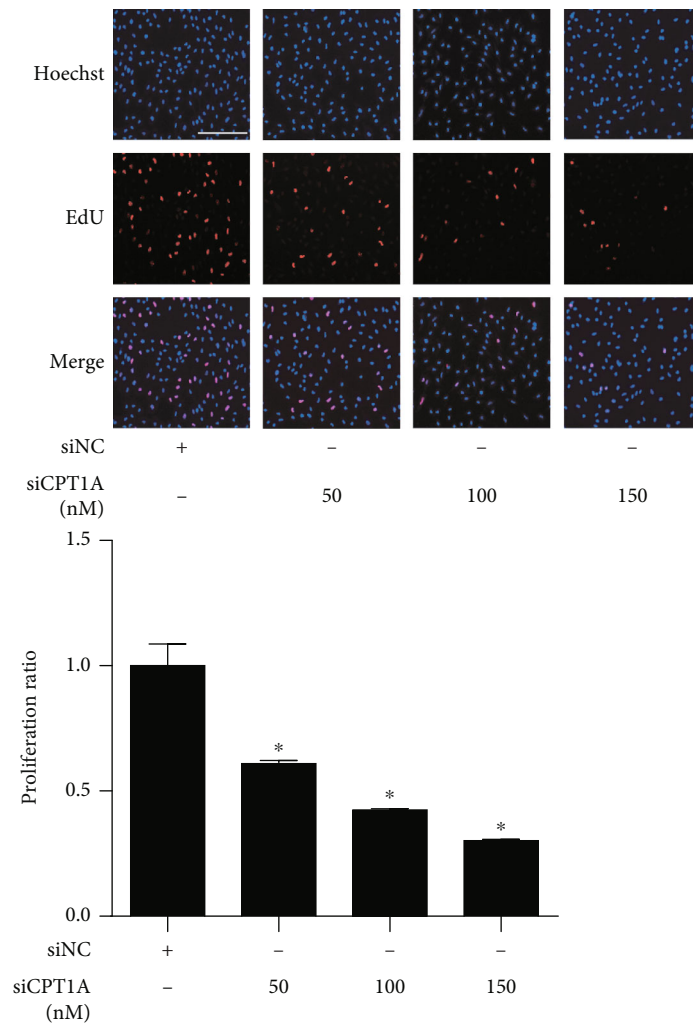 Hoechst
EdU
Merge
siNC + – – –
siCPT1A
(nM) – 50 100 150
1.5
1.0
0.5
0.0
Proliferation ratio
* * *
siNC + – – –
siCPT1A
(nM) – 50 100 150